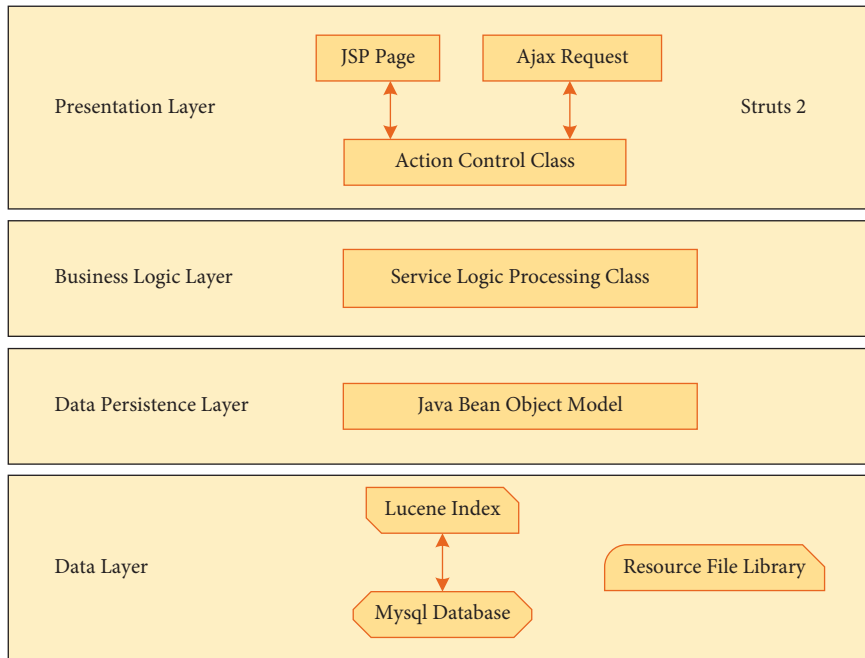 JSP Page
Ajax Request
Presentation Layer
Struts 2
Action Control Class
Business Logic Layer
Service Logic Processing Class
Data Persistence Layer
Java Bean Object Model
Lucene Index
Data Layer
Resource File Library
Mysql Database